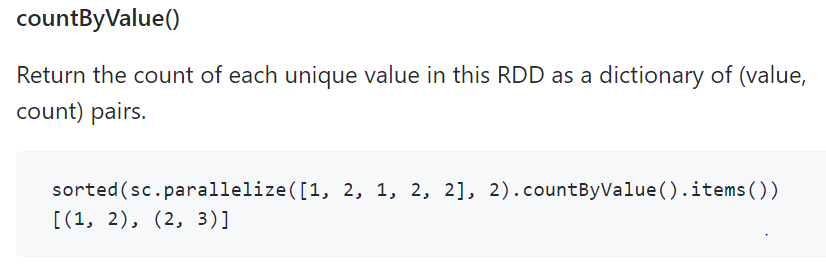 countByValue()
Return the count of each unique value in this RDD as a dictionary of (value,
count) pairs.
sorted(sc.parallelize([1, 2, 1, 2, 2], 2).countByValue().items())
[(1, 2), (2, 3)]